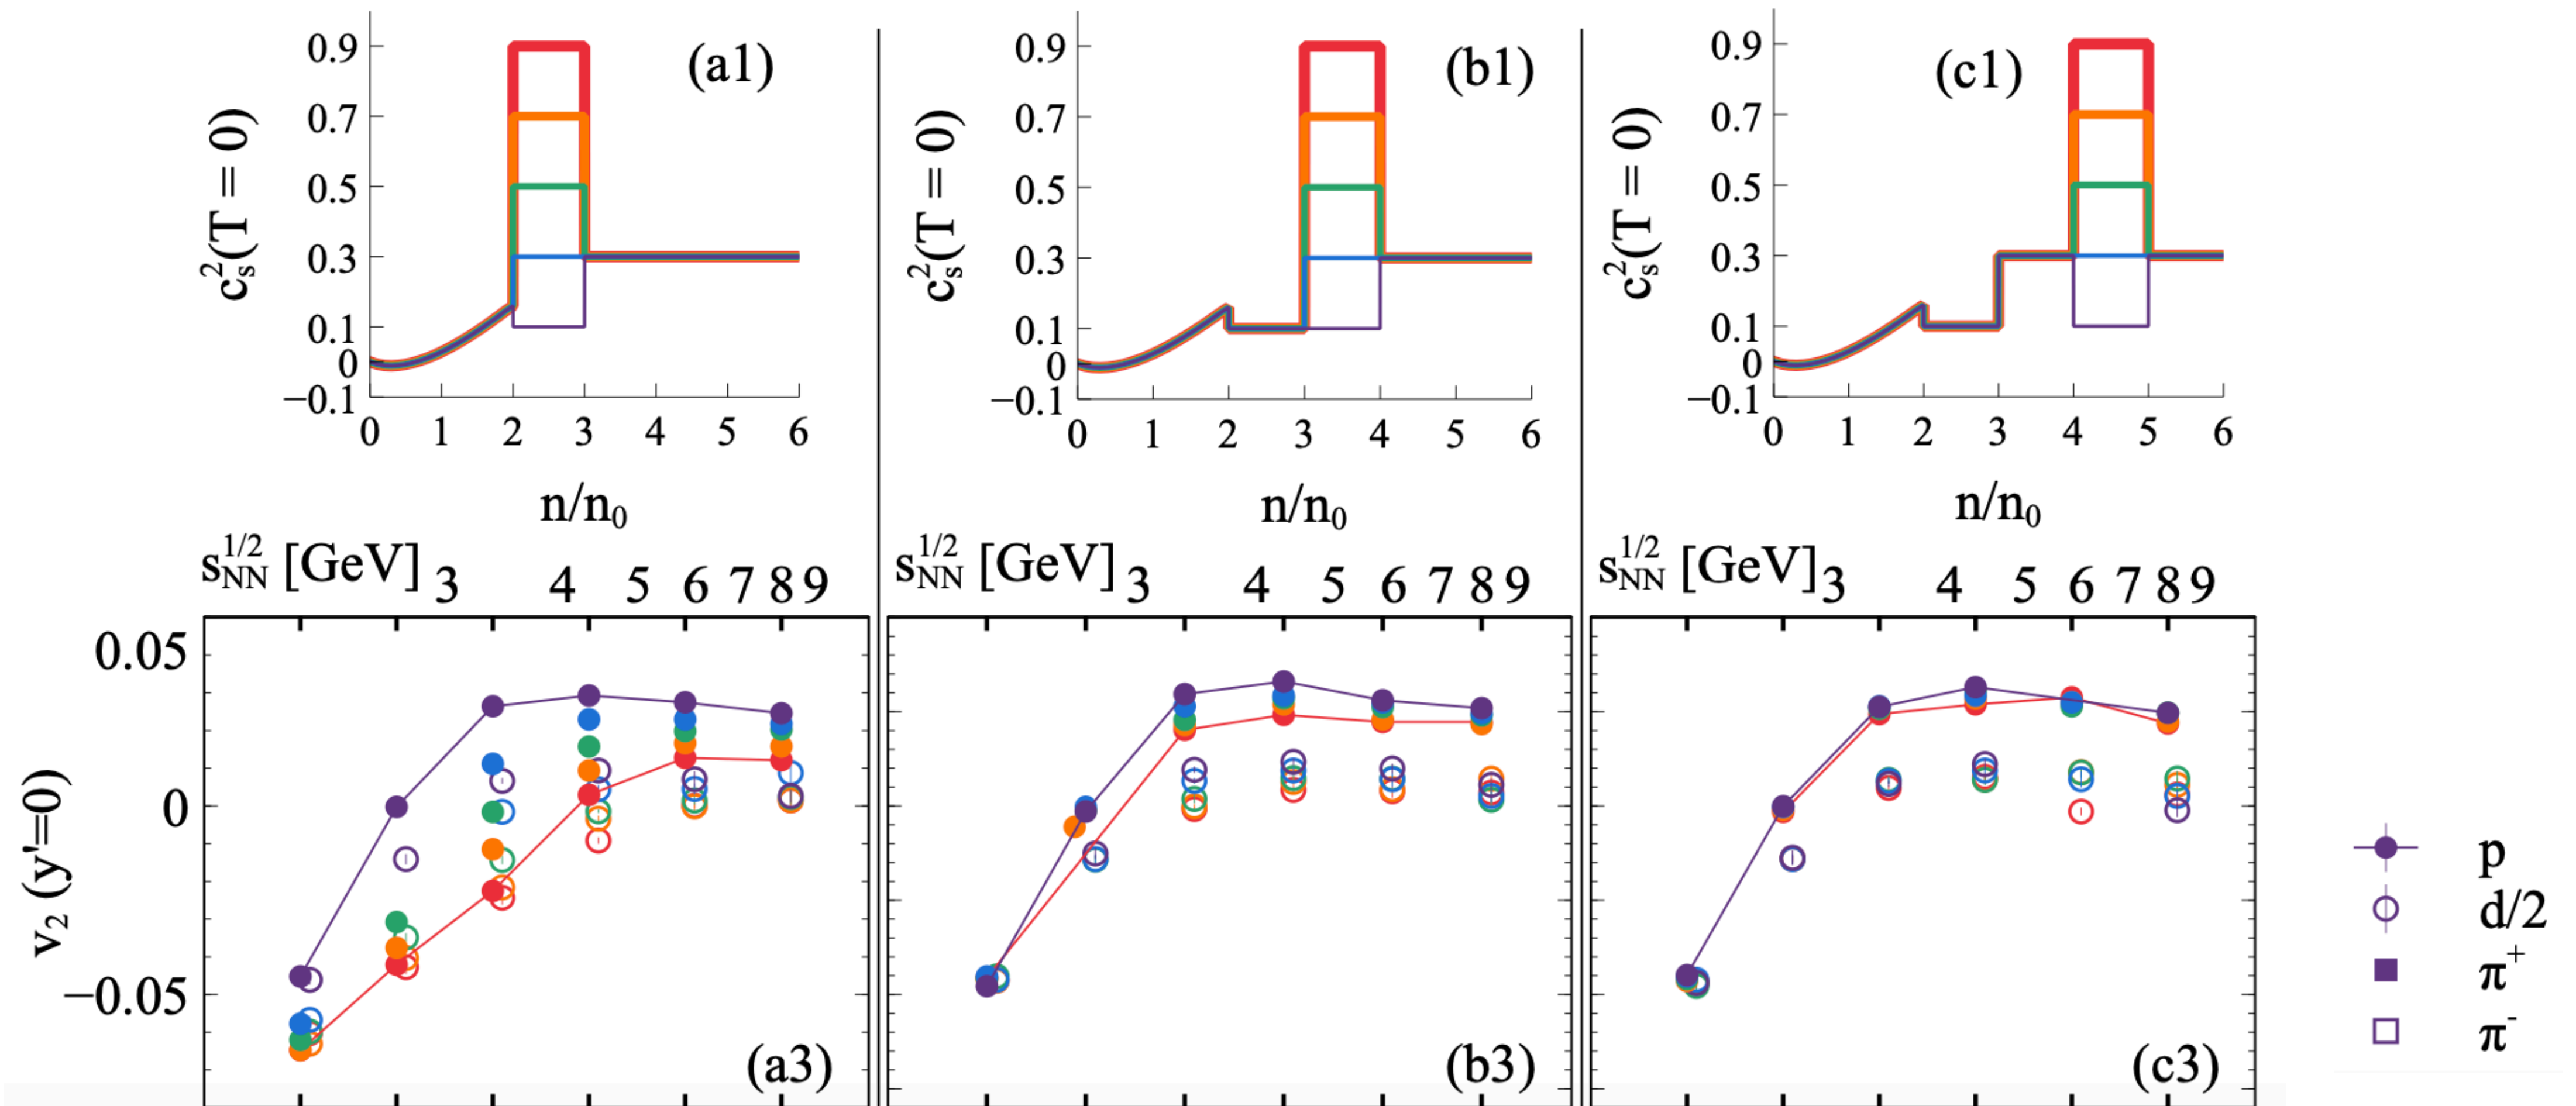 (a1)
c_s^2(T = 0)
0.9
0.7
0.5
0.3
0.1
0
−0.1
0 1 2 3 4 5 6
n/n_0
(b1)
c_s^2(T = 0)
0.9
0.7
0.5
0.3
0.1
0
−0.1
0 1 2 3 4 5 6
n/n_0
(c1)
c_s^2(T = 0)
0.9
0.7
0.5
0.3
0.1
0
−0.1
0 1 2 3 4 5 6
n/n_0
s_NN^1/2 [GeV] 3 4 5 6 7 8 9
s_NN^1/2 [GeV] 3 4 5 6 7 8 9
s_NN^1/2 [GeV] 3 4 5 6 7 8 9
v_2 (y'=0)
0.05
0
−0.05
(a3)
(b3)
(c3)
p
d/2
π^+
π^-